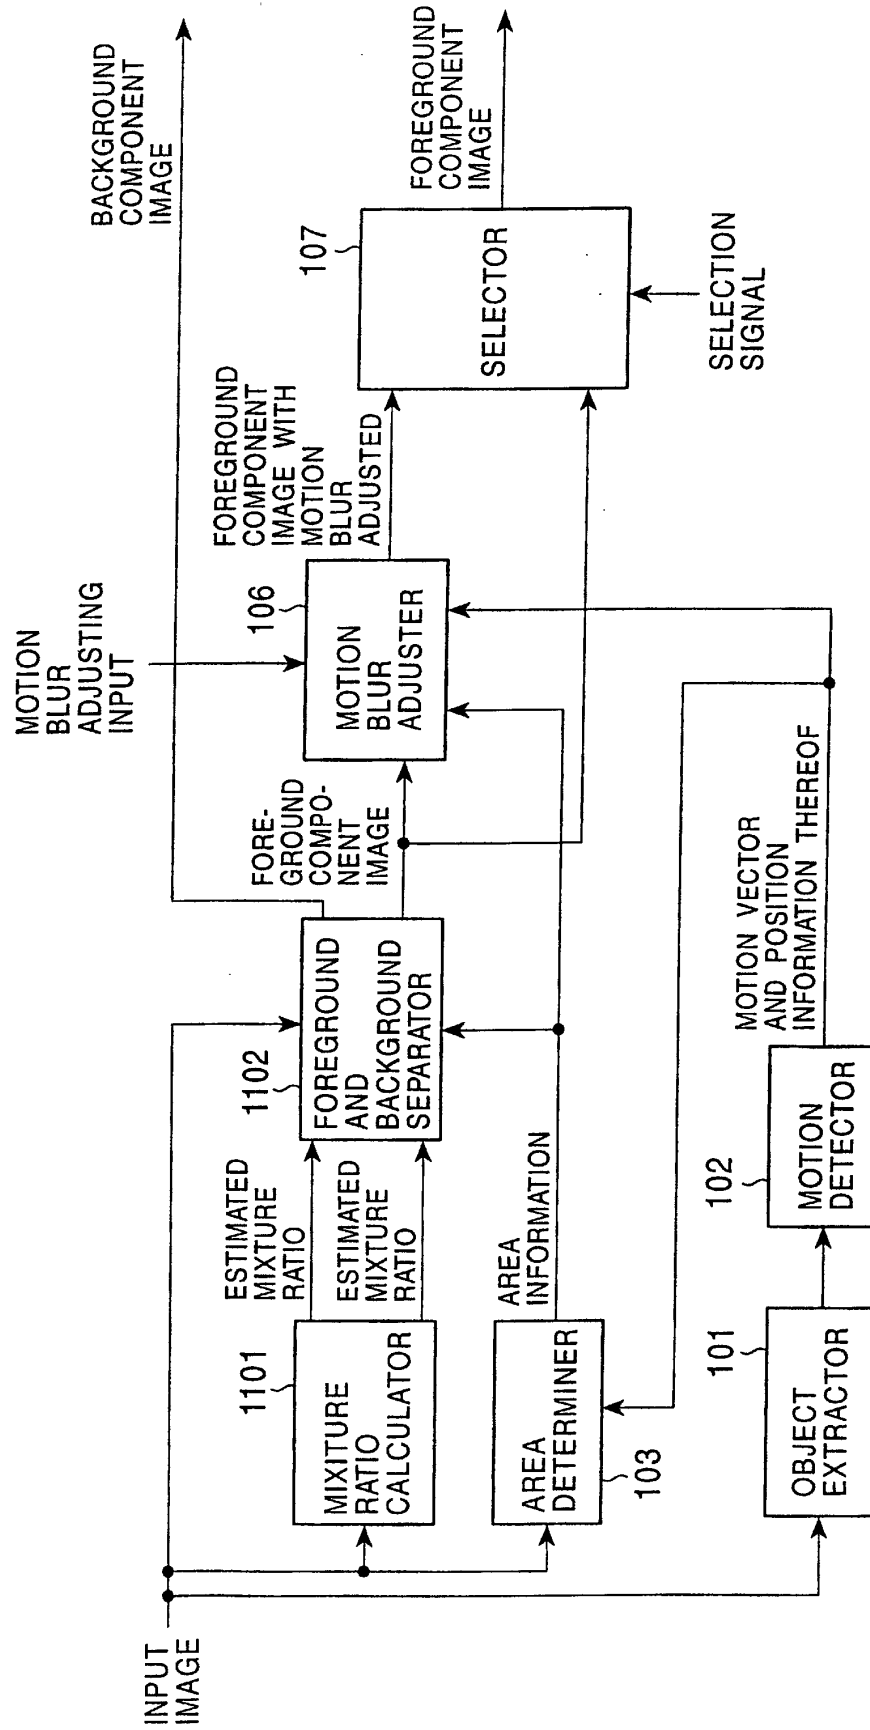 INPUT
IMAGE
MIXITURE
RATIO
CALCULATOR
1101
ESTIMATED
MIXTURE
RATIO
ESTIMATED
MIXTURE
RATIO
AREA
DETERMINER
103
AREA
INFORMATION
OBJECT
EXTRACTOR
101
MOTION
DETECTOR
102
MOTION VECTOR
AND POSITION
INFORMATION THEREOF
1102
FOREGROUND
AND
BACKGROUND
SEPARATOR
FORE-
GROUND
COMPO-
NENT
IMAGE
MOTION
BLUR
ADJUSTING
INPUT
106
MOTION
BLUR
ADJUSTER
FOREGROUND
COMPONENT
IMAGE WITH
MOTION
BLUR
ADJUSTED
107
SELECTOR
SELECTION
SIGNAL
BACKGROUND
COMPONENT
IMAGE
FOREGROUND
COMPONENT
IMAGE